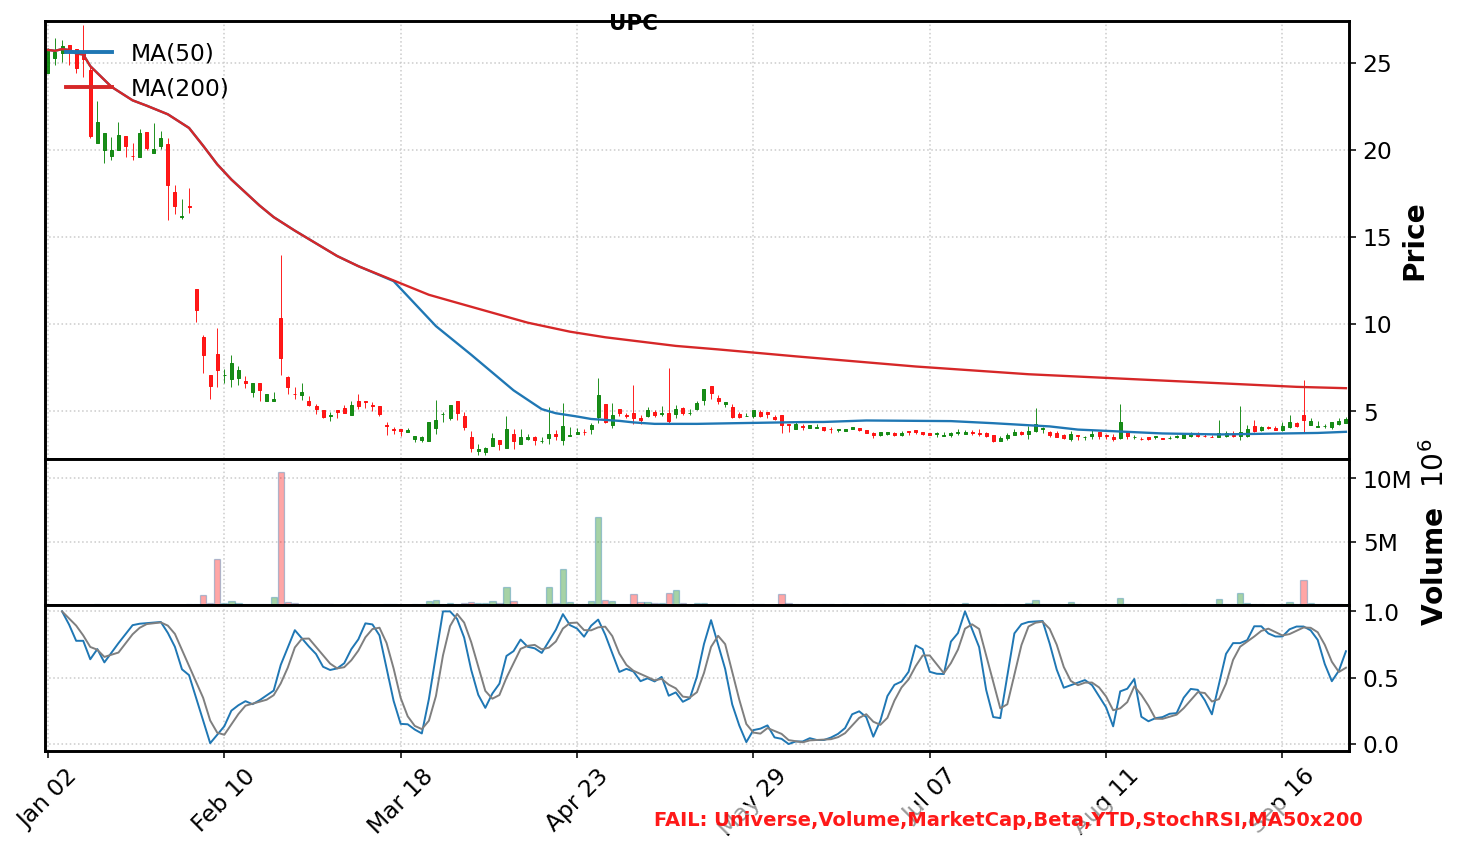 UPC
MA(50)
MA(200)
25
20
15
10
5
Price
10M
5M
Volume 10^6
1.0
0.5
0.0
Jan 02
Feb 10
Mar 18
Apr 23
May 29
Jul 07
Aug 11
Sep 16
FAIL: Universe,Volume,MarketCap,Beta,YTD,StochRSI,MA50x200